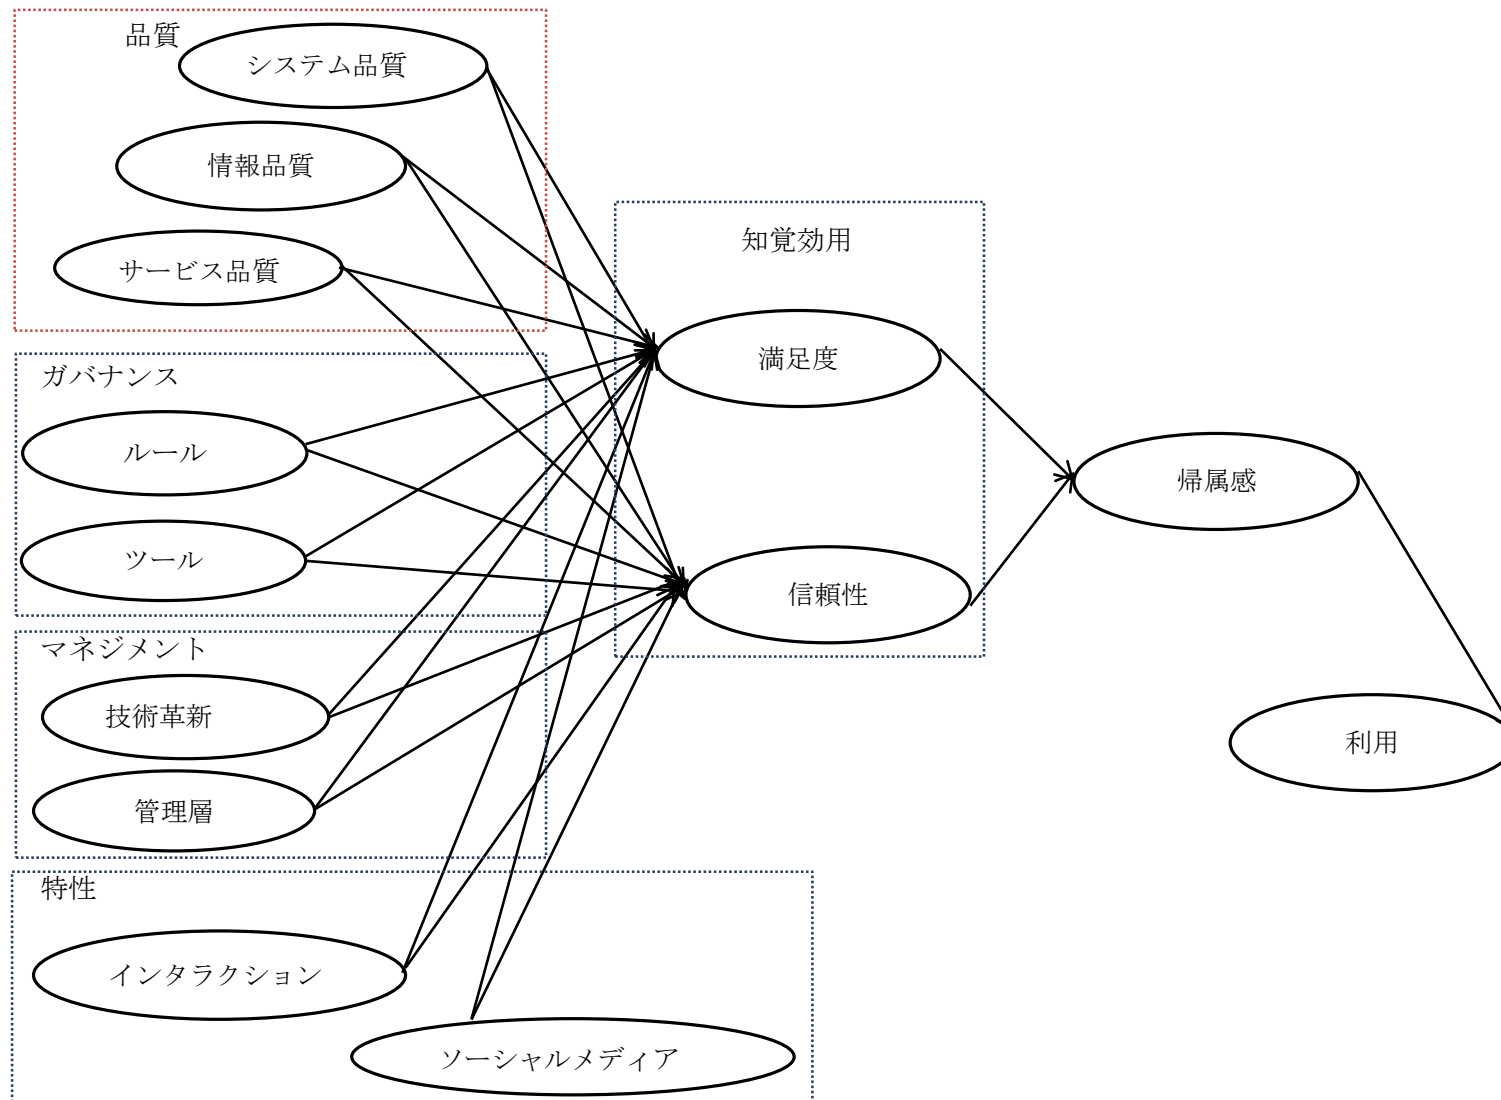 品質
システム品質
情報品質
サービス品質
知覚効用
満足度
ガバナンス
ルール
帰属感
ツール
信頼性
マネジメント
技術革新
利用
管理層
特性
インタラクション
ソーシャルメディア